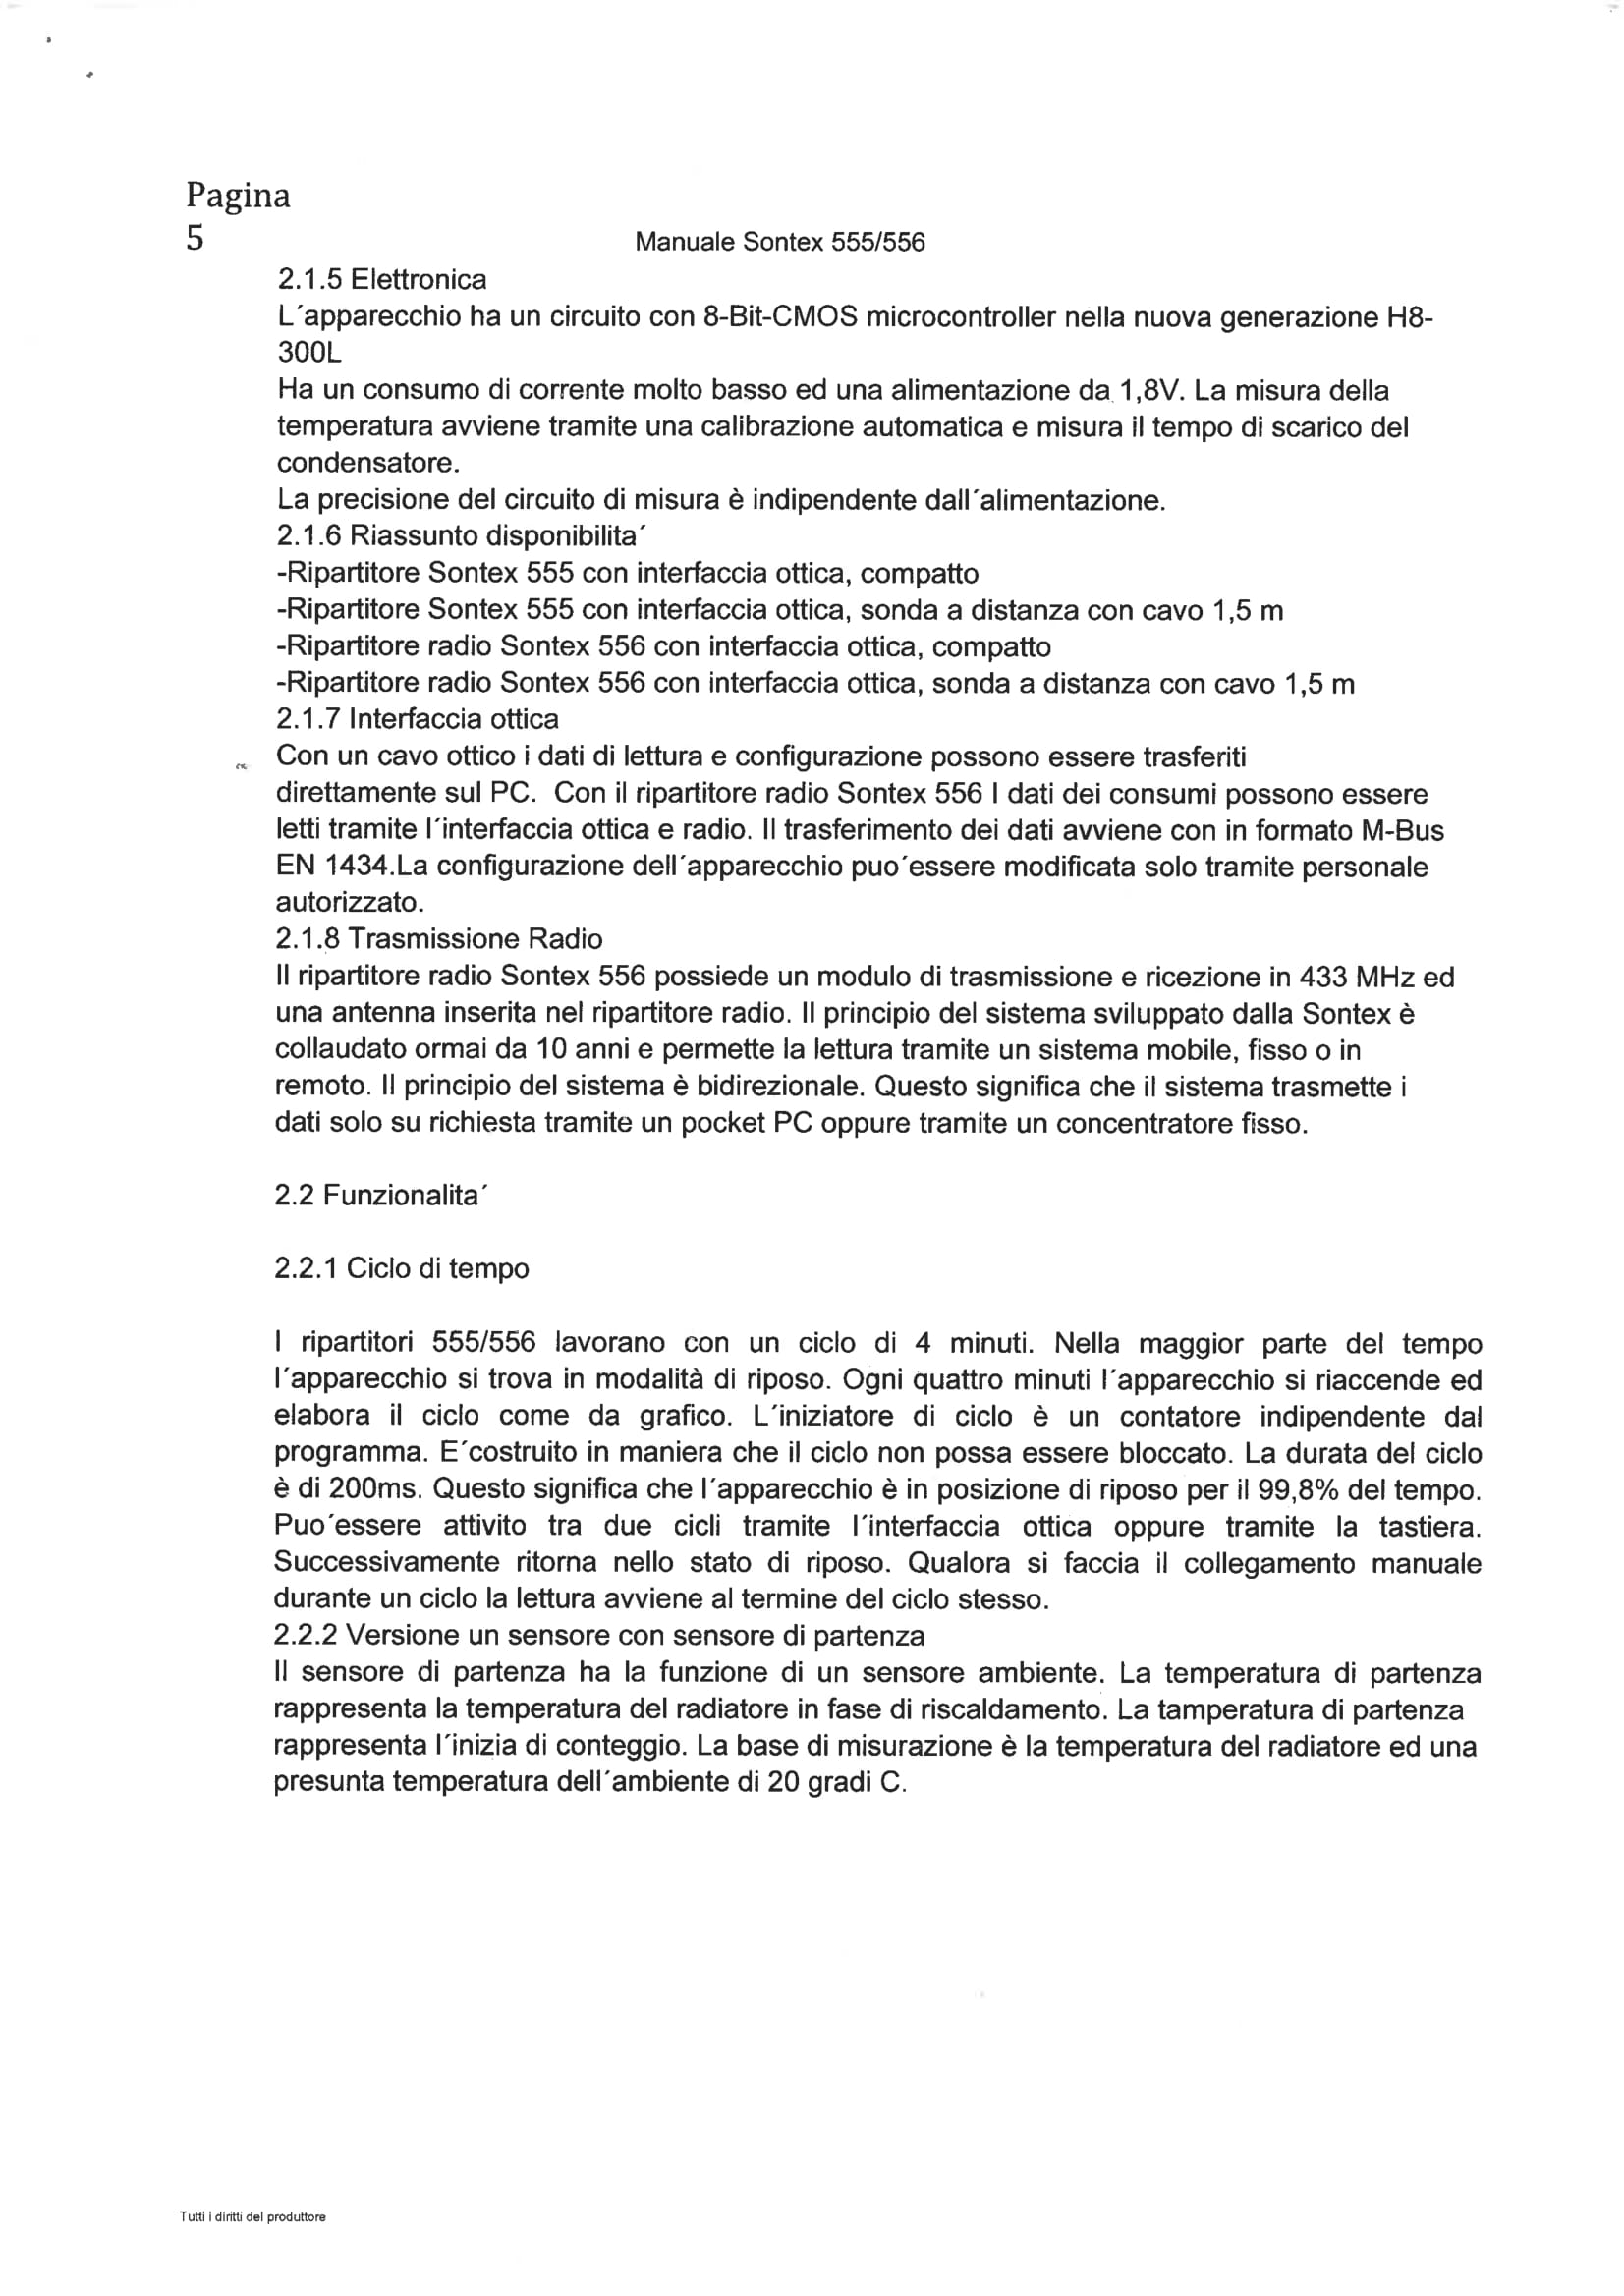 Pagina
5
Manuale Sontex 555/556
2.1.5 Elettronica
L´apparecchio ha un circuito con 8-Bit-CMOS microcontroller nella nuova generazione H8-
300L
Ha un consumo di corrente molto basso ed una alimentazione da 1,8V. La misura della
temperatura avviene tramite una calibrazione automatica e misura il tempo di scarico del
condensatore.
La precisione del circuito di misura è indipendente dall´alimentazione.
2.1.6 Riassunto disponibilita´
-Ripartitore Sontex 555 con interfaccia ottica, compatto
-Ripartitore Sontex 555 con interfaccia ottica, sonda a distanza con cavo 1,5 m
-Ripartitore radio Sontex 556 con interfaccia ottica, compatto
-Ripartitore radio Sontex 556 con interfaccia ottica, sonda a distanza con cavo 1,5 m
2.1.7 Interfaccia ottica
Con un cavo ottico i dati di lettura e configurazione possono essere trasferiti
direttamente sul PC.  Con il ripartitore radio Sontex 556 I dati dei consumi possono essere
letti tramite l´interfaccia ottica e radio. Il trasferimento dei dati avviene con in formato M-Bus
EN 1434.La configurazione dell´apparecchio puo´essere modificata solo tramite personale
autorizzato.
2.1.8 Trasmissione Radio
Il ripartitore radio Sontex 556 possiede un modulo di trasmissione e ricezione in 433 MHz ed
una antenna inserita nel ripartitore radio. Il principio del sistema sviluppato dalla Sontex è
collaudato ormai da 10 anni e permette la lettura tramite un sistema mobile, fisso o in
remoto. Il principio del sistema è bidirezionale. Questo significa che il sistema trasmette i
dati solo su richiesta tramite un pocket PC oppure tramite un concentratore fisso.
2.2 Funzionalita´
2.2.1 Ciclo di tempo
I ripartitori 555/556 lavorano con un ciclo di 4 minuti. Nella maggior parte del tempo
l´apparecchio si trova in modalità di riposo. Ogni quattro minuti l´apparecchio si riaccende ed
elabora il ciclo come da grafico. L´iniziatore di ciclo è un contatore indipendente dal
programma. E´costruito in maniera che il ciclo non possa essere bloccato. La durata del ciclo
è di 200ms. Questo significa che l´apparecchio è in posizione di riposo per il 99,8% del tempo.
Puo´essere attivito tra due cicli tramite l´interfaccia ottica oppure tramite la tastiera.
Successivamente ritorna nello stato di riposo. Qualora si faccia il collegamento manuale
durante un ciclo la lettura avviene al termine del ciclo stesso.
2.2.2 Versione un sensore con sensore di partenza
Il sensore di partenza ha la funzione di un sensore ambiente. La temperatura di partenza
rappresenta la temperatura del radiatore in fase di riscaldamento. La tamperatura di partenza
rappresenta l´inizia di conteggio. La base di misurazione è la temperatura del radiatore ed una
presunta temperatura dell´ambiente di 20 gradi C.
Tutti i diritti del produttore